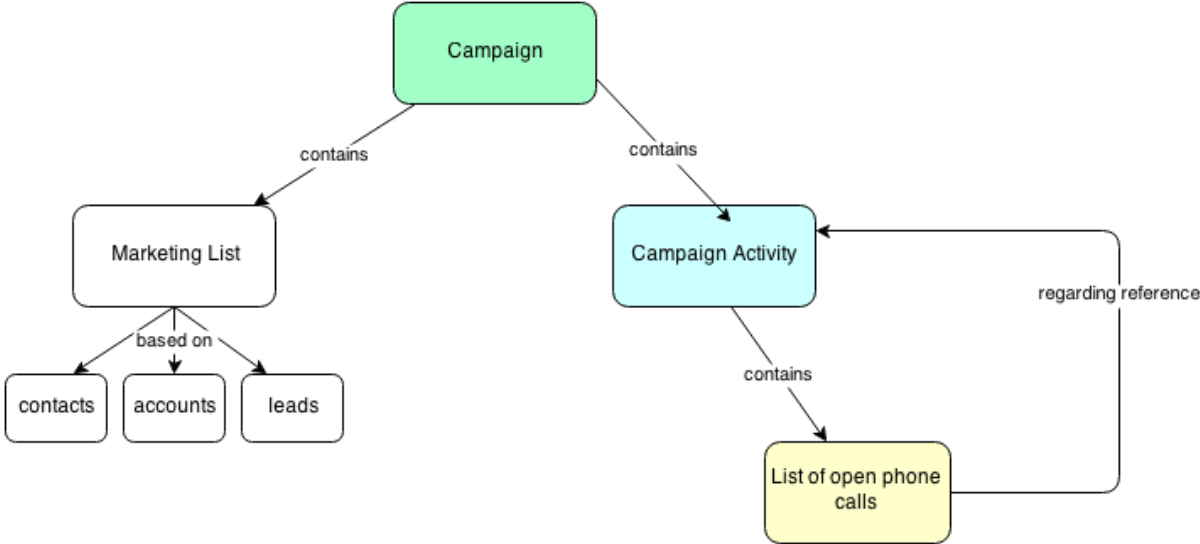 Campaign
contains
contains
Marketing List
Campaign Activity
regarding reference
based on
contains
contacts
accounts
leads
List of open phone
calls